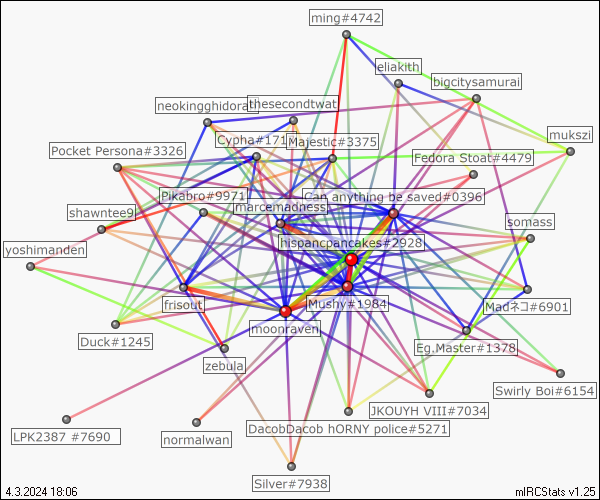 ming#4742
eliakith
bigcitysamurai
neokingghidorah
thesecondtwat
mukszi
Cypha#171
Majestic#3375
Pocket Persona#3326
Fedora Stoat#4479
Pikabro#9971
Can anything be saved#0396
shawntee9
marcemadness
somass
hispancpancakes#2928
yoshimanden
frisout
Mushy#1984
Madネコ#6901
moonraven
Duck#1245
Eg.Master#1378
zebula
Swirly Boi#6154
JKOUYH VIII#7034
LPK2387 #7690
DacobDacob hORNY police#5271
normalwan
Silver#7938
4.3.2024 18:06
mIRCStats v1.25